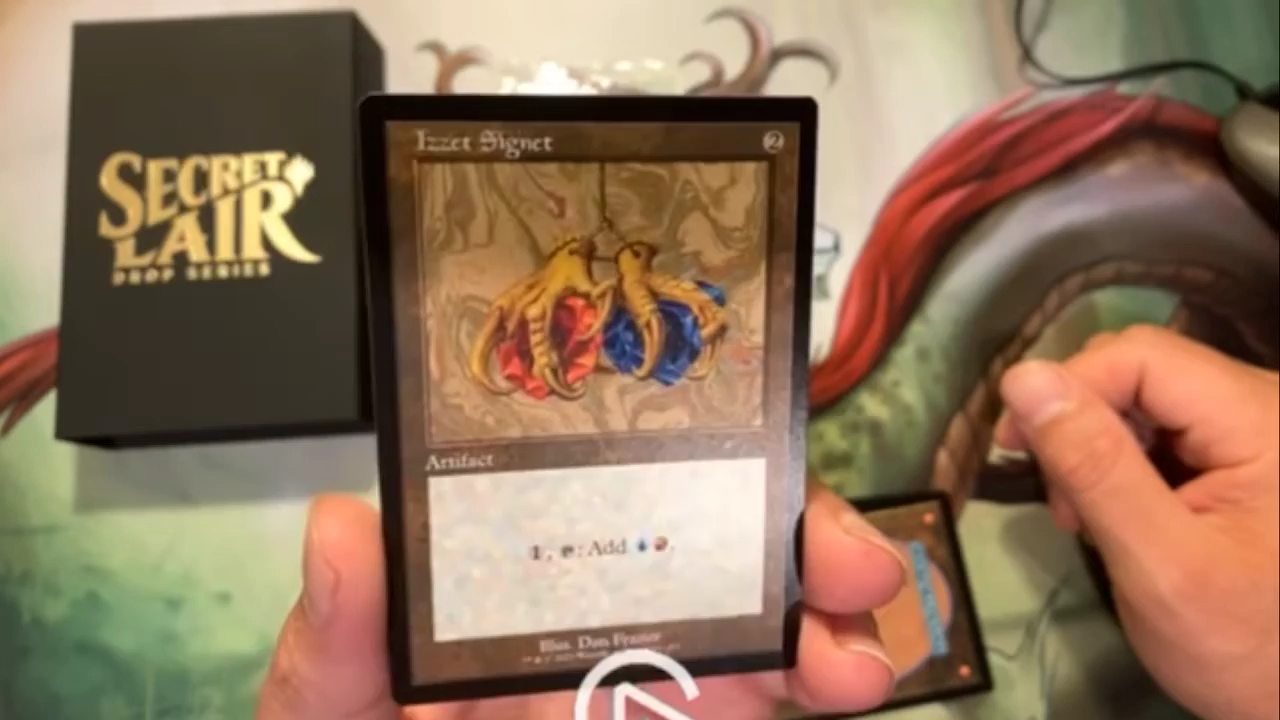 SECRET
LAIR
DROP SERIES
Izzet Signet 2
Artifact
1, T: Add
Illus. Dan Frazier